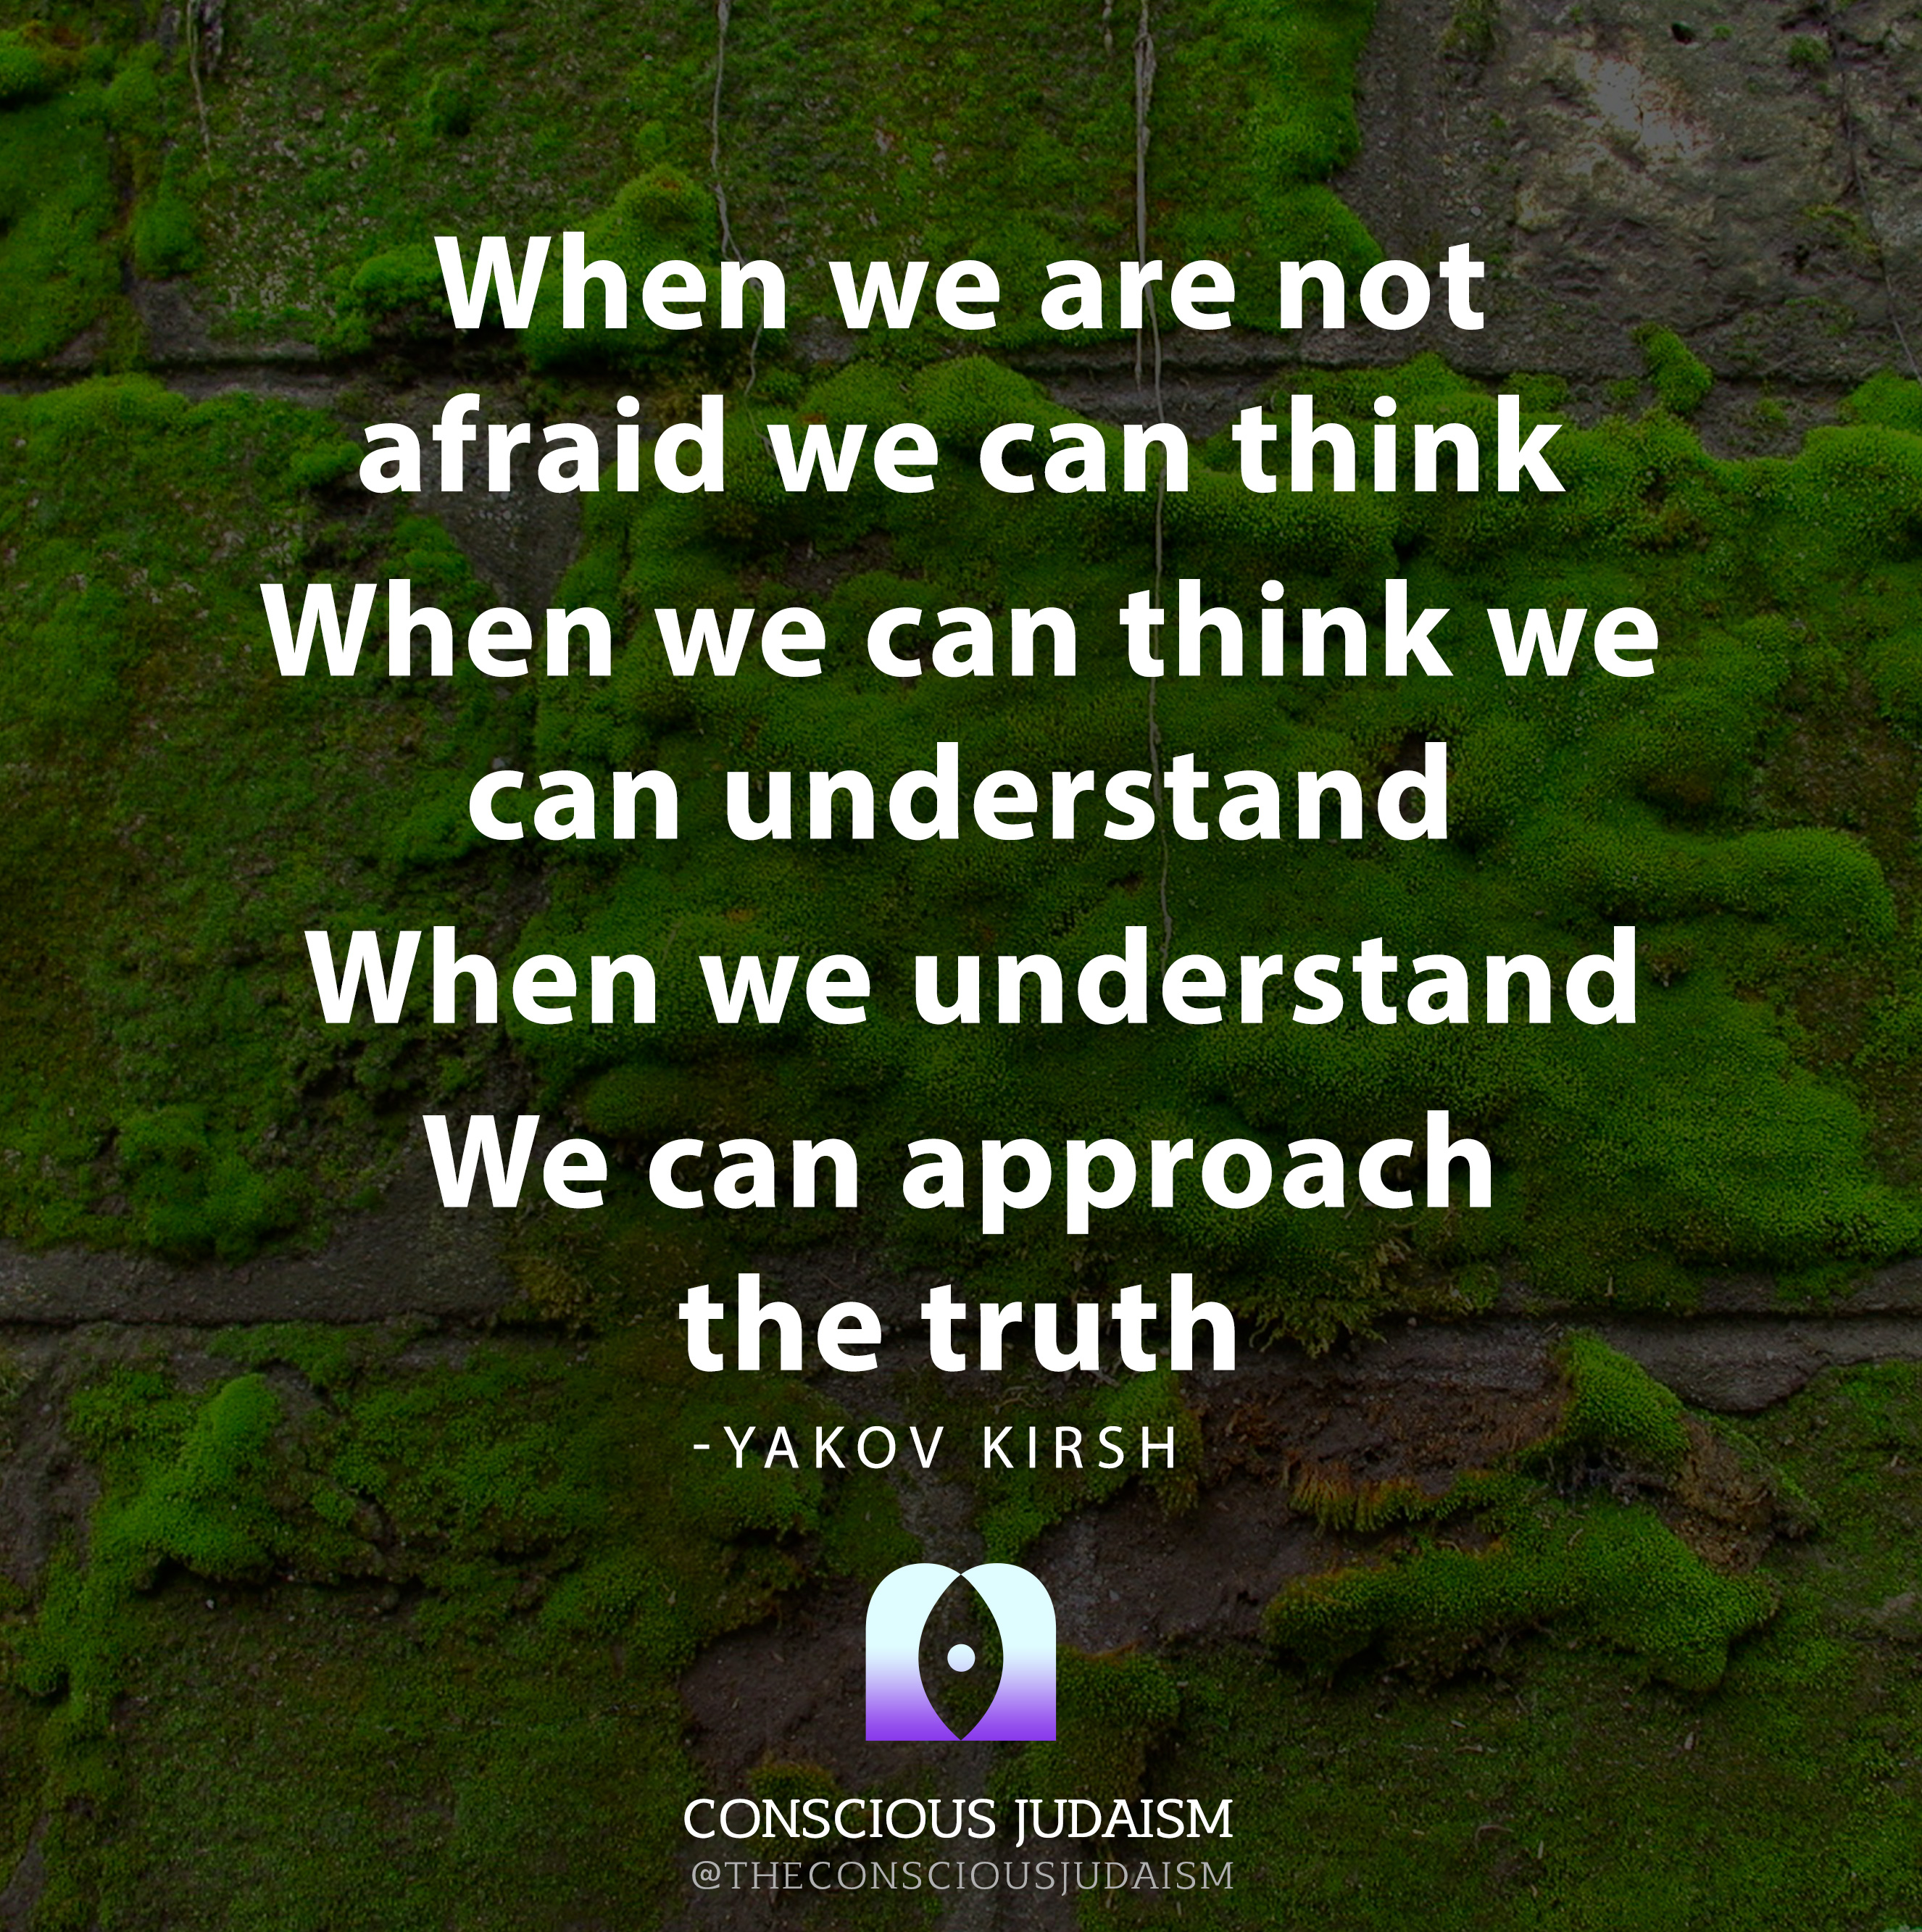 When we are not
afraid we can think
When we can think we
can understand
When we understand
We can approach
the truth
-YAKOV KIRSH
CONSCIOUS JUDAISM
@THECONSCIOUSJUDAISM